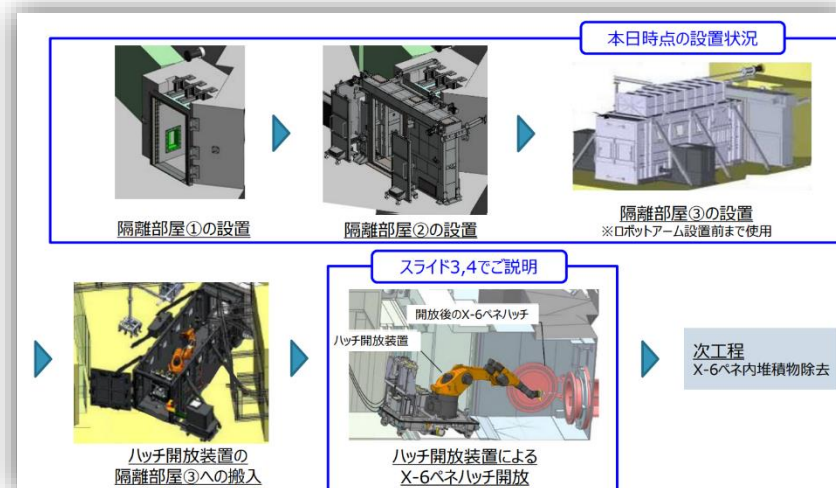 本日時点の設置状況
隔離部屋①の設置
隔離部屋②の設置
隔離部屋③の設置
※ロボットアーム設置前まで使用
スライド3,4でご説明
ハッチ開放装置の
隔離部屋③への搬入
開放後のX-6ペネハッチ
ハッチ開放装置
ハッチ開放装置による
X-6ペネハッチ開放
次工程
X-6ペネ内堆積物除去